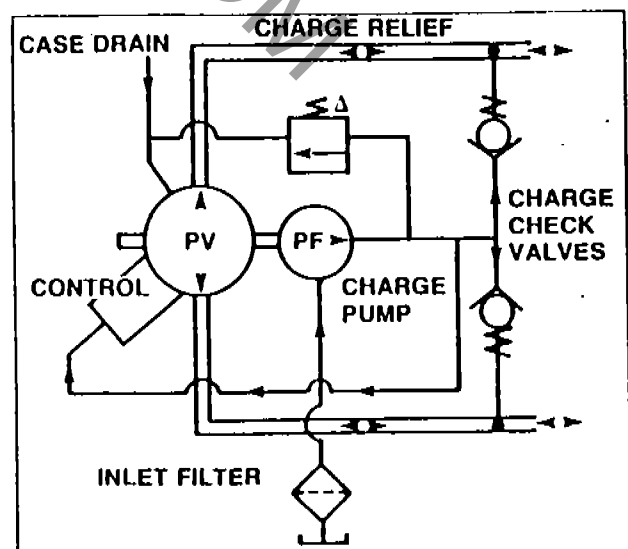 CHARGE RELIEF
CASE DRAIN
Δ
PV
PF
CHARGE
CHECK
VALVES
CONTROL
CHARGE
PUMP
INLET FILTER